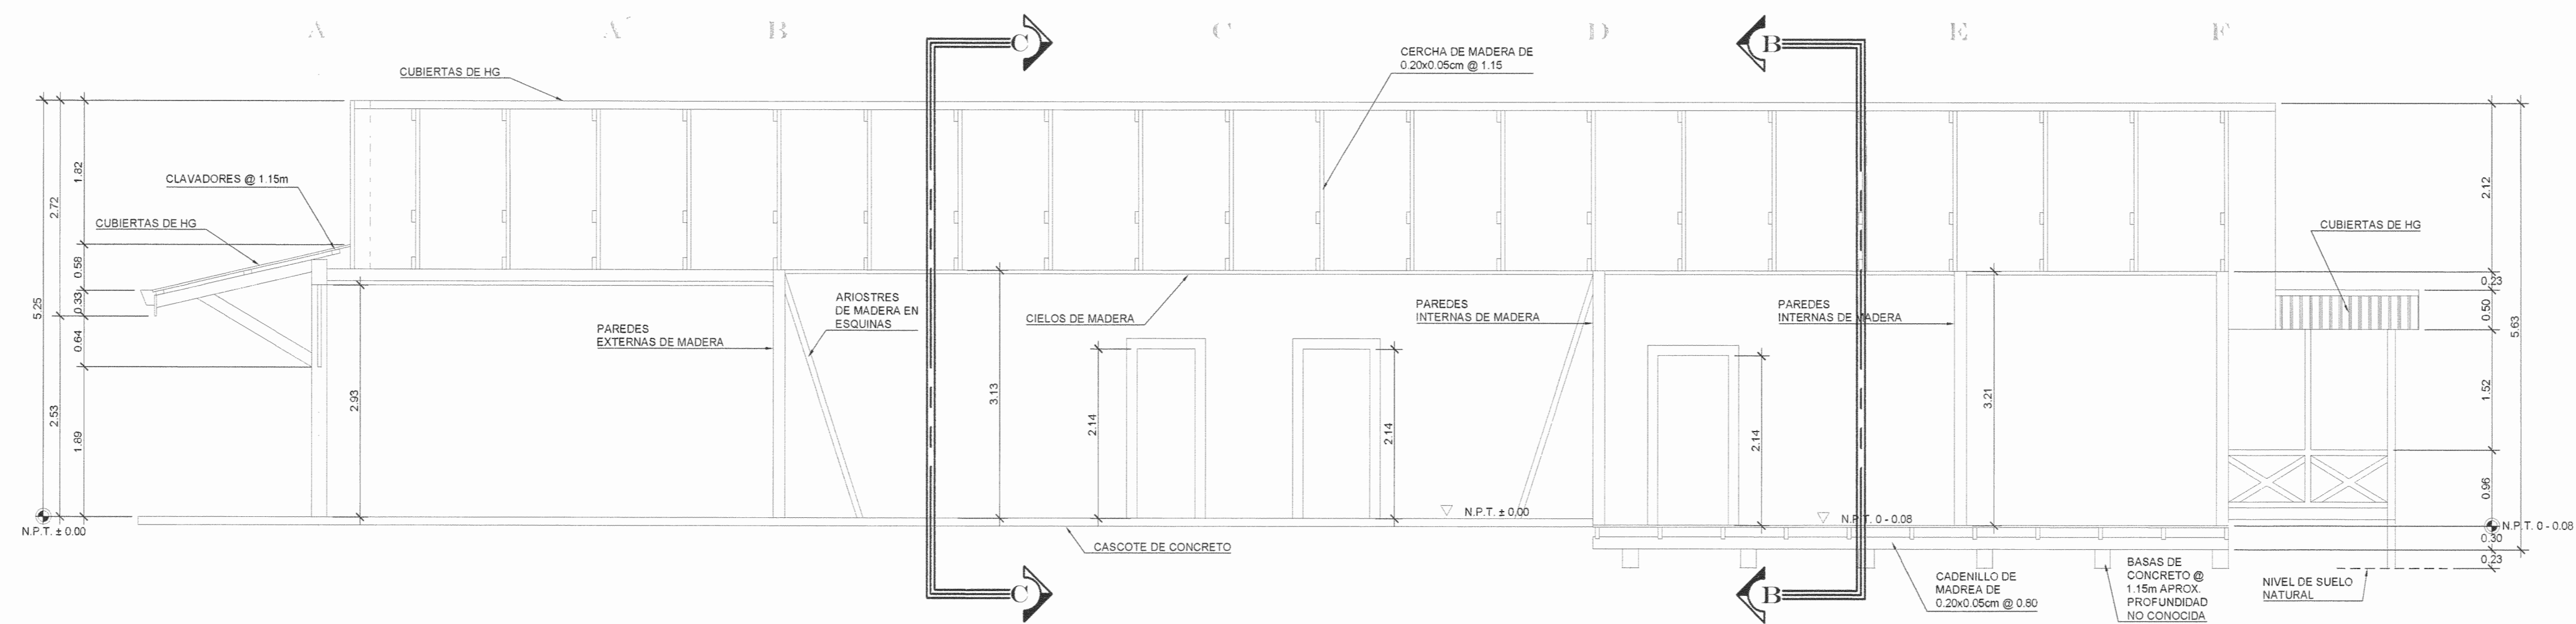 A
A'
B
C
D
E
F
C
B
CERCHA DE MADERA DE
0.20x0.05cm @ 1.15
CUBIERTAS DE HG
CLAVADORES @ 1.15m
CUBIERTAS DE HG
CUBIERTAS DE HG
5.25
2.72
2.53
1.82
0.58
0.33
0.64
1.89
2.93
PAREDES
EXTERNAS DE MADERA
ARIOSTRES
DE MADERA EN
ESQUINAS
CIELOS DE MADERA
3.13
2.14
2.14
PAREDES
INTERNAS DE MADERA
PAREDES
INTERNAS DE MADERA
2.14
3.21
2.12
0.23
0.50
5.63
1.52
0.96
0.30
0.23
N.P.T. ± 0.00
N.P.T. ± 0.00
N.P.T. 0 - 0.08
N.P.T. 0 - 0.08
CASCOTE DE CONCRETO
CADENILLO DE
MADREA DE
0.20x0.05cm @ 0.80
BASAS DE
CONCRETO @
1.15m APROX.
PROFUNDIDAD
NO CONOCIDA
NIVEL DE SUELO
NATURAL
C
B